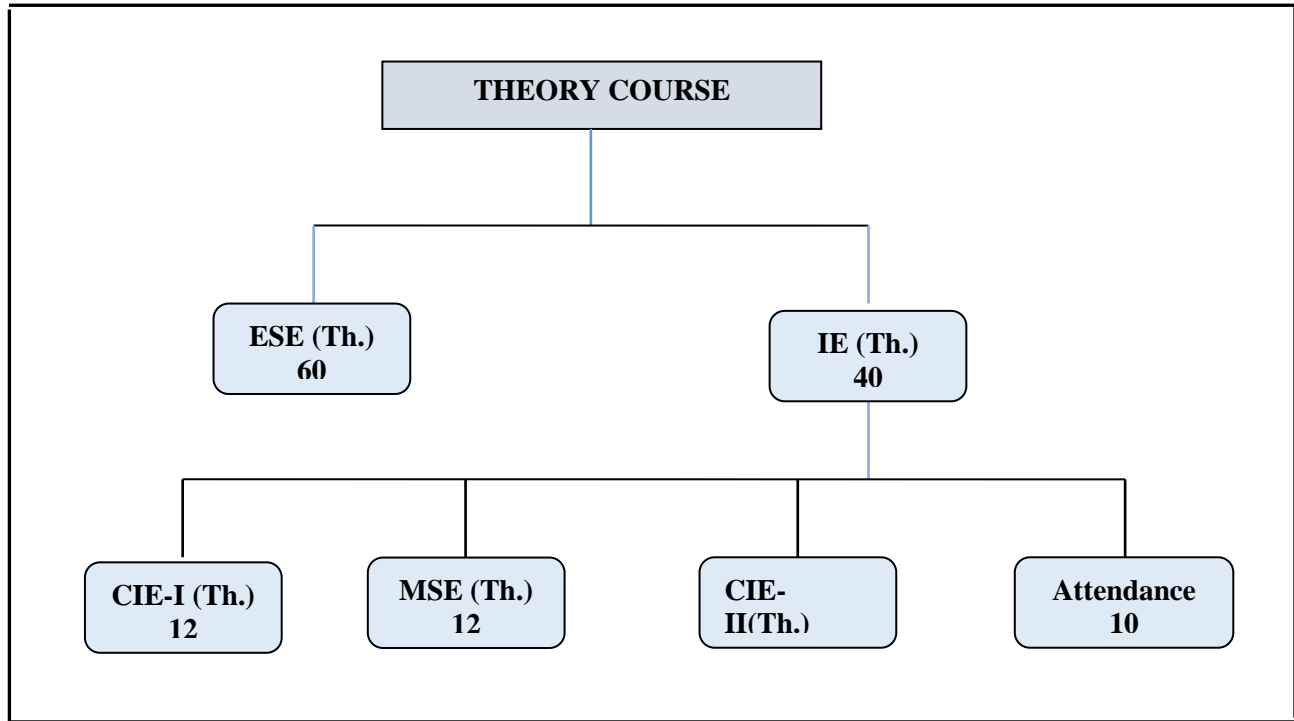 THEORY COURSE
ESE (Th.)
60
IE (Th.)
40
CIE-I (Th.)
12
MSE (Th.)
12
CIE-
II(Th.)
Attendance
10